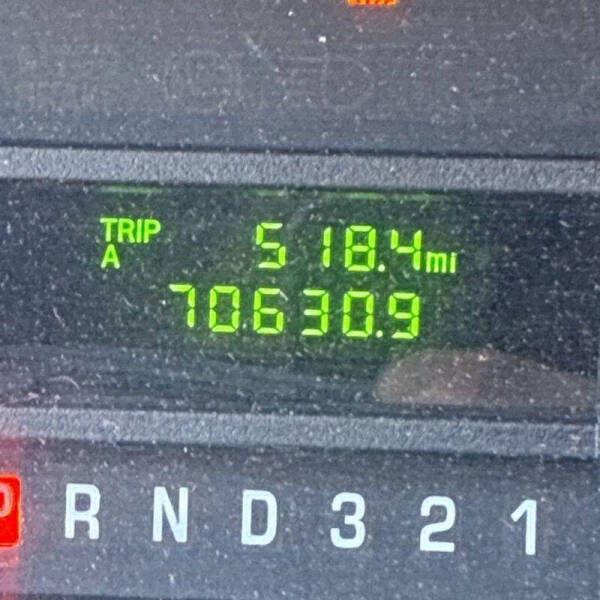 TRIP 518.4mi
A
70630.9
P R N D 3 2 1